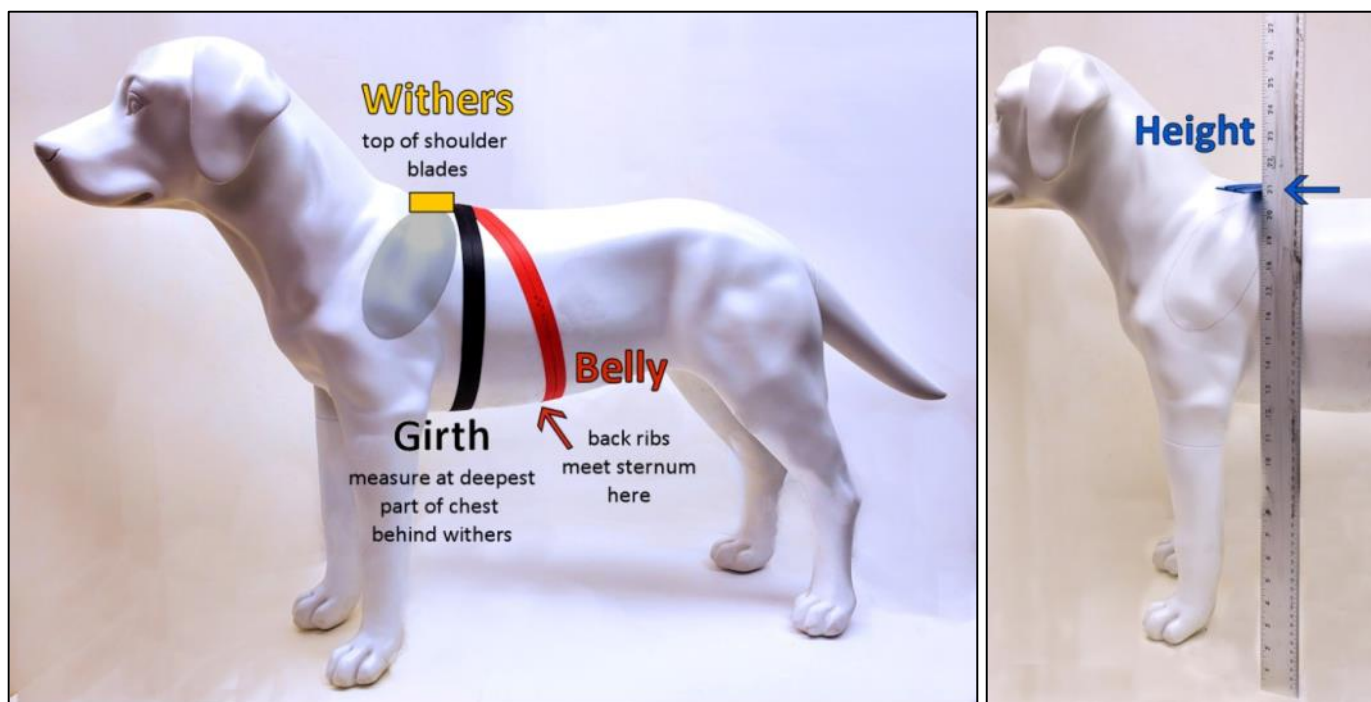 Withers
top of shoulder
blades
Belly
back ribs
meet sternum
here
Girth
measure at deepest
part of chest
behind withers
Height